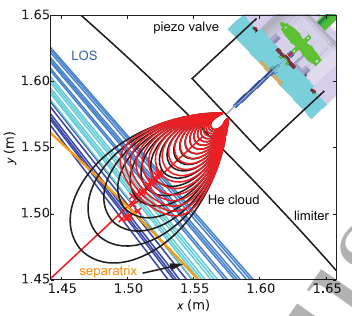 1.65
piezo valve
LOS
1.60
y (m)
1.55
He cloud
1.50
limiter
separatrix
1.45
1.45
1.50
1.55
1.60
1.65
x (m)